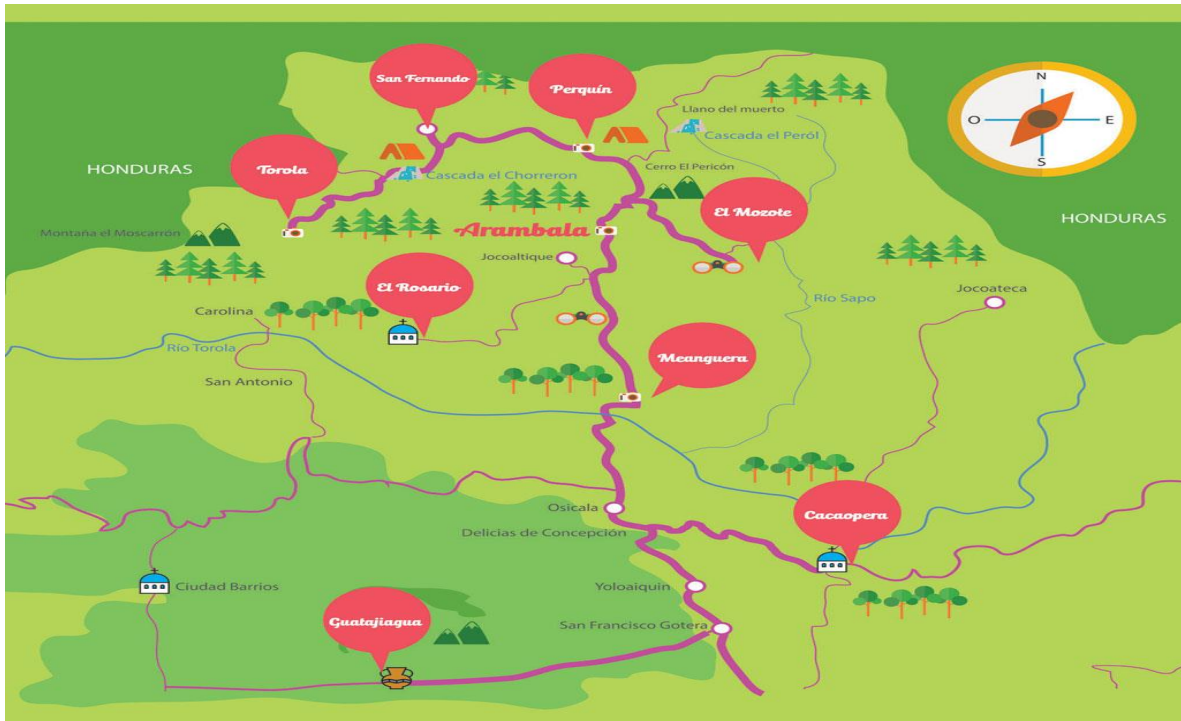 San Fernando
Perquín
N
O
E
S
Llano del muerto
Cascada el Peról
HONDURAS
Torola
Cascada el Chorreron
Cerro El Pericón
El Mozote
HONDURAS
Montaña el Moscarrón
Arambala
Jocoaltique
El Rosario
Río Sapo
Jocoateca
Carolina
Río Torola
Meanguera
San Antonio
Osicala
Cacaopera
Delicias de Concepción
Ciudad Barrios
Yoloaiquin
Guatajiagua
San Francisco Gotera